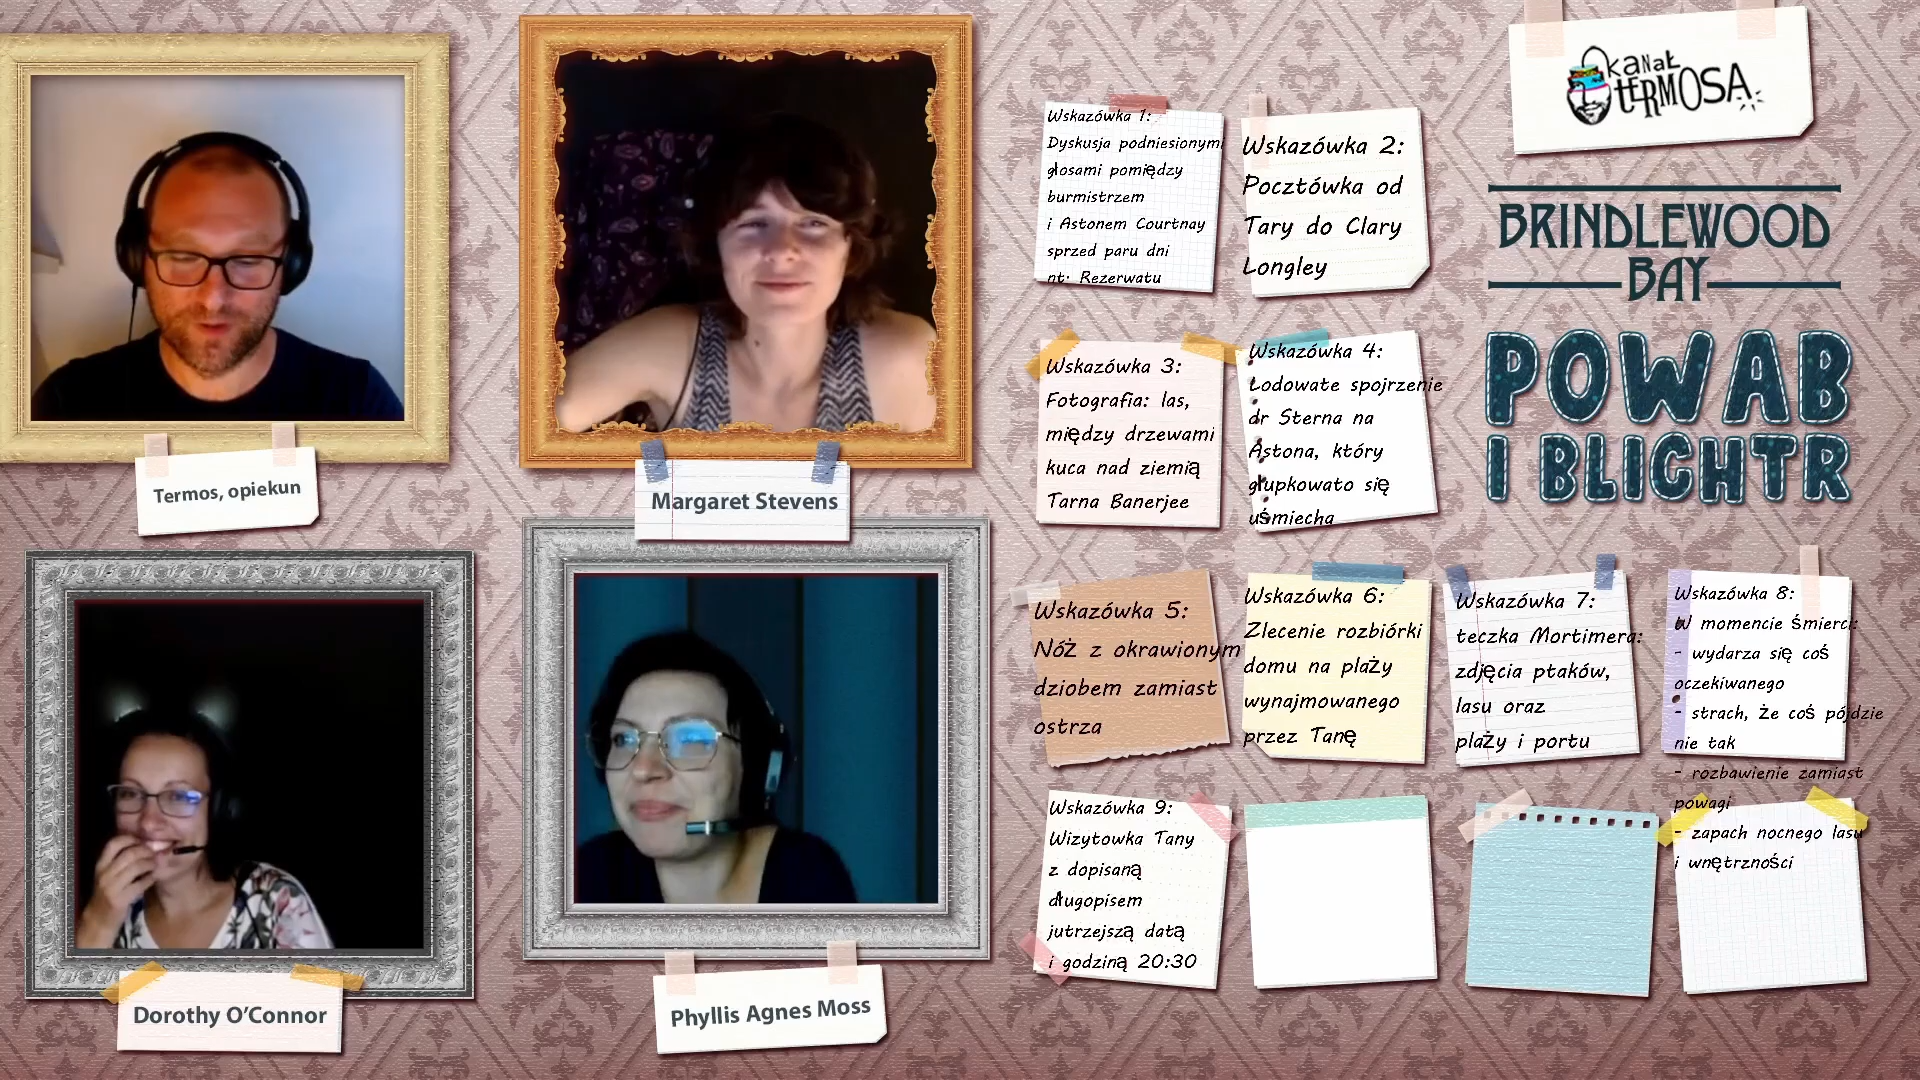 Termos, opiekun
Margaret Stevens
Dorothy O'Connor
Phyllis Agnes Moss
Wskazówka 1:
Dyskusja podniesionymi
głosami pomiędzy
burmistrzem
i Astonem Courtnay
sprzed paru dni
nt. Rezerwatu
Wskazówka 2:
Pocztówka od
Tary do Clary
Longley
Wskazówka 3:
Fotografia: las,
między drzewami
kuca nad ziemią
Tarna Banerjee
Wskazówka 4:
Lodowate spojrzenie
dr Sterna na
Astona, który
głupkowato się
uśmiecha
Wskazówka 5:
Nóż z okrawionym
dziobem zamiast
ostrza
Wskazówka 6:
Zlecenie rozbiórki
domu na plaży
wynajmowanego
przez Tanę
Wskazówka 7:
teczka Mortimera:
zdjęcia ptaków,
lasu oraz
plaży i portu
Wskazówka 8:
W momencie śmierci:
- wydarza się coś
oczekiwanego
- strach, że coś pójdzie
nie tak
- rozbawienie zamiast
powagi
- zapach nocnego lasu
i wnętrzności
Wskazówka 9:
Wizytowka Tany
z dopisaną
długopisem
jutrzejszą datą
i godziną 20:30
kanał
TERMOSA
BRINDLEWOOD
BAY
POWAB
I BLICHTR